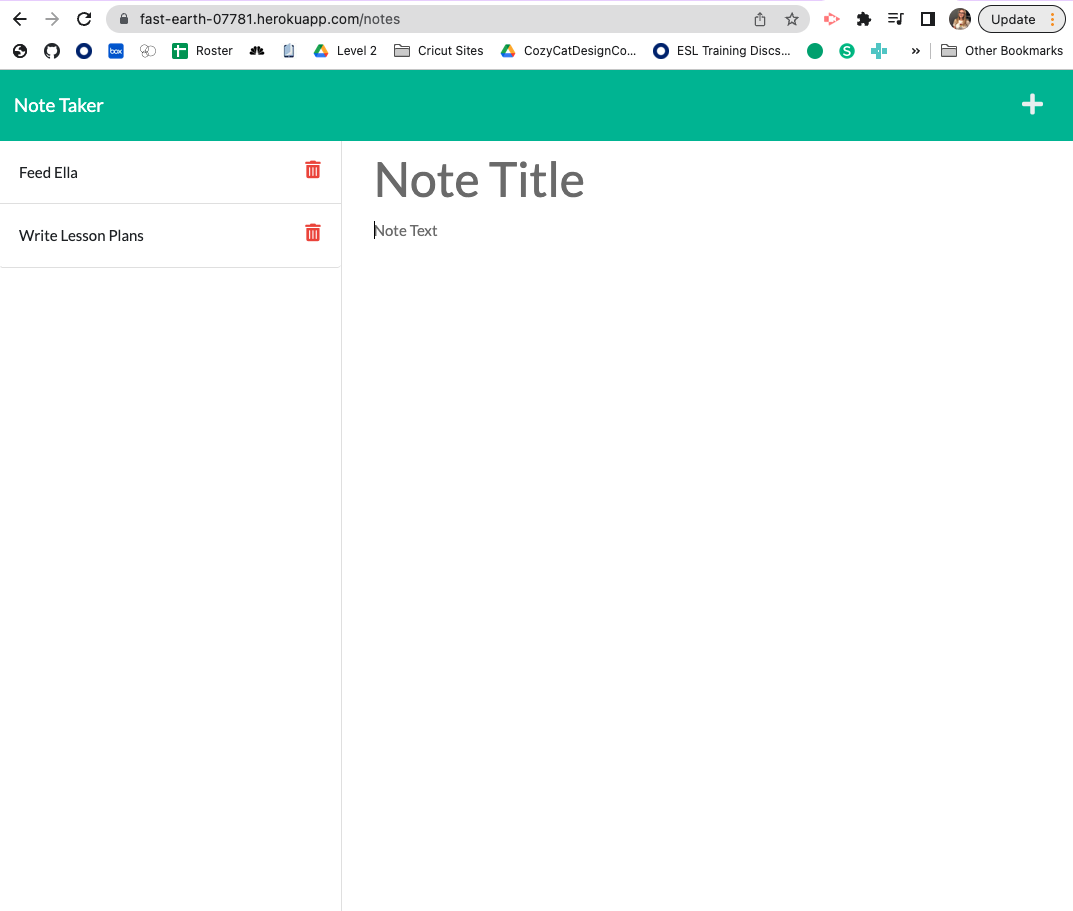 fast-earth-07781.herokuapp.com/notes
Update
box
Roster
Level 2
Cricut Sites
CozyCatDesignCo...
ESL Training Discs...
S
»
Other Bookmarks
Note Taker
Feed Ella
Write Lesson Plans
Note Title
Note Text